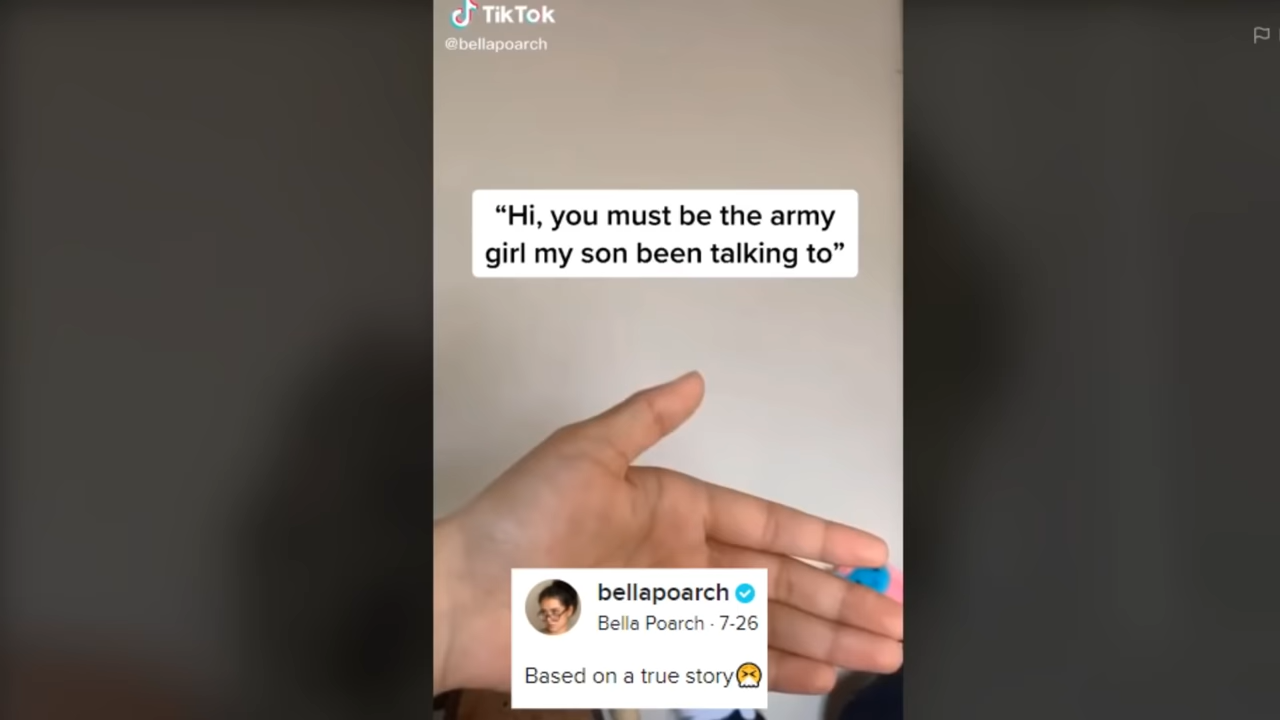 TikTok
@bellapoarch
“Hi, you must be the army
girl my son been talking to”
bellapoarch
Bella Poarch · 7-26
Based on a true story🤧